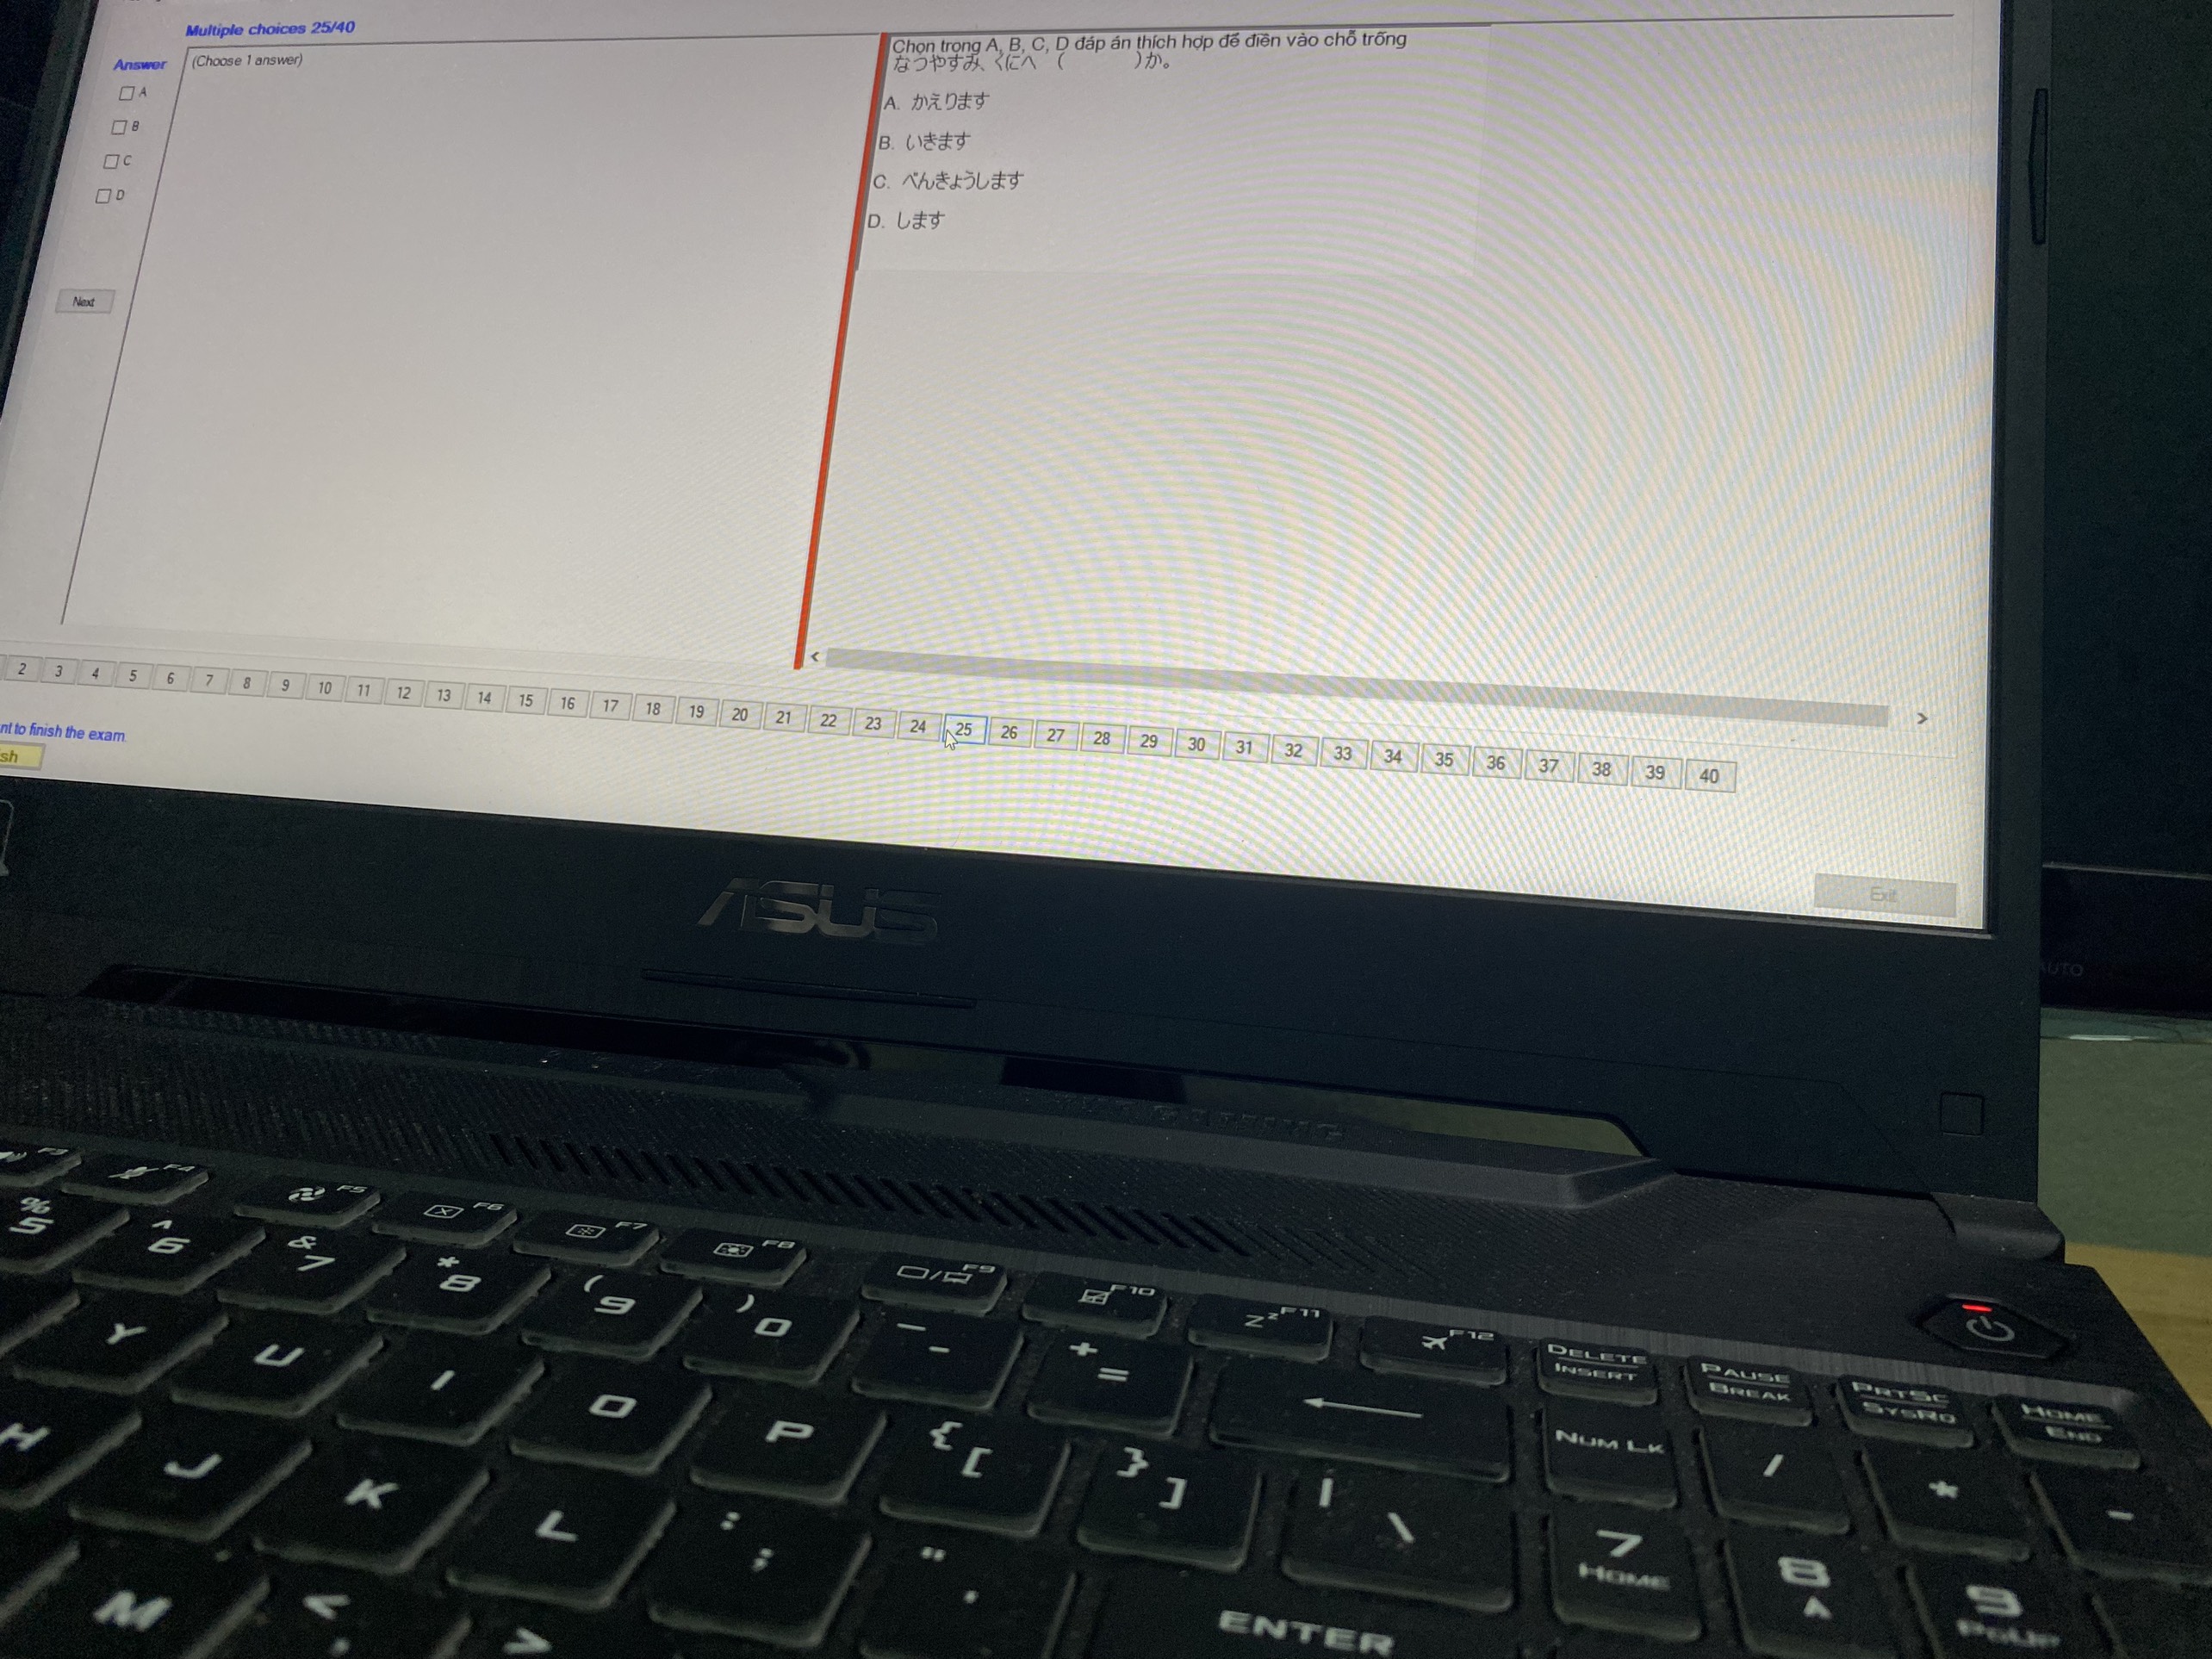 Multiple choices 25/40
Answer
(Choose 1 answer)
A
B
C
D
Next
Chọn trong A, B, C, D đáp án thích hợp để điền vào chỗ trống
なつやすみ、くにへ ( )か。
A. かえります
B. いきます
C. べんきょうします
D. します
2 3 4 5 6 7 8 9 10 11 12 13 14 15 16 17 18 19 20 21 22 23 24 25 26 27 28 29 30 31 32 33 34 35 36 37 38 39 40
to finish the exam.
Exit
ASUS
AUTO
F3 F4 F5 F6 F7 F8 F9 F10 F11 F12
DELETE INSERT
PAUSE BREAK
PRTSC SYSRQ
HOME END
% 5 ^ 6 & 7 * 8 ( 9 ) 0 _ - + =
NUM LK / * -
Y U I O P { [ } ] | \
7 HOME 8 9 PGUP
H J K L : ; " '
ENTER
M < , >